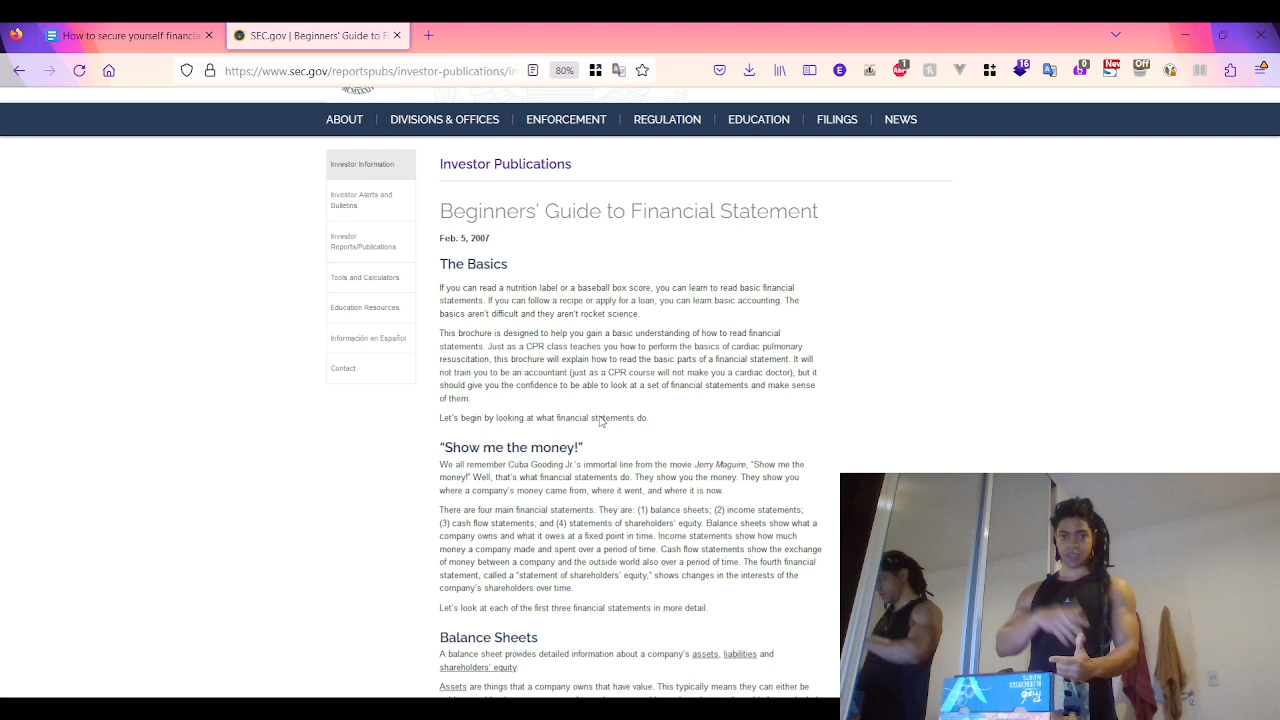 How to secure yourself financia
SEC.gov | Beginners' Guide to Fi
https://www.sec.gov/reportspubs/investor-publications/in
80%
1
New
16
0
New
Off
MCMXXXIV
ABOUT
DIVISIONS & OFFICES
ENFORCEMENT
REGULATION
EDUCATION
FILINGS
NEWS
Investor Information
Investor Alerts and
Bulletins
Investor
Reports/Publications
Tools and Calculators
Education Resources
Información en Español
Contact
Investor Publications
Beginners' Guide to Financial Statement
Feb. 5, 2007
The Basics
If you can read a nutrition label or a baseball box score, you can learn to read basic financial
statements. If you can follow a recipe or apply for a loan, you can learn basic accounting. The
basics aren’t difficult and they aren’t rocket science.
This brochure is designed to help you gain a basic understanding of how to read financial
statements. Just as a CPR class teaches you how to perform the basics of cardiac pulmonary
resuscitation, this brochure will explain how to read the basic parts of a financial statement. It will
not train you to be an accountant (just as a CPR course will not make you a cardiac doctor), but it
should give you the confidence to be able to look at a set of financial statements and make sense
of them.
Let’s begin by looking at what financial statements do.
“Show me the money!”
We all remember Cuba Gooding Jr.’s immortal line from the movie Jerry Maguire, “Show me the
money!” Well, that’s what financial statements do. They show you the money. They show you
where a company’s money came from, where it went, and where it is now.
There are four main financial statements. They are: (1) balance sheets; (2) income statements;
(3) cash flow statements; and (4) statements of shareholders’ equity. Balance sheets show what a
company owns and what it owes at a fixed point in time. Income statements show how much
money a company made and spent over a period of time. Cash flow statements show the exchange
of money between a company and the outside world also over a period of time. The fourth financial
statement, called a “statement of shareholders’ equity,” shows changes in the interests of the
company’s shareholders over time.
Let’s look at each of the first three financial statements in more detail.
Balance Sheets
A balance sheet provides detailed information about a company’s assets, liabilities and
shareholders’ equity.
Assets are things that a company owns that have value. This typically means they can either be
BLUEBERRIES